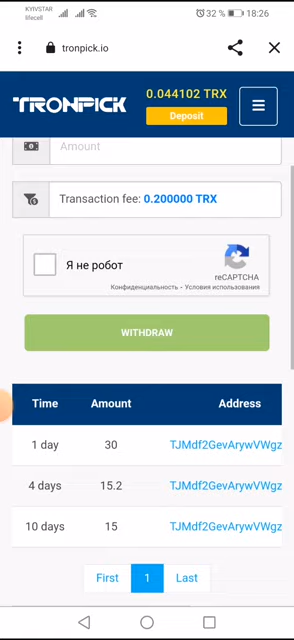 KYIVSTAR
lifecell
32 %
18:26
tronpick.io
TRONPICK
0.044102 TRX
Deposit
Amount
Transaction fee: 0.200000 TRX
Я не робот
reCAPTCHA
Конфиденциальность - Условия использования
WITHDRAW
Time Amount Address
1 day 30 TJMdf2GevArywVWgz
4 days 15.2 TJMdf2GevArywVWgz
10 days 15 TJMdf2GevArywVWgz
First 1 Last